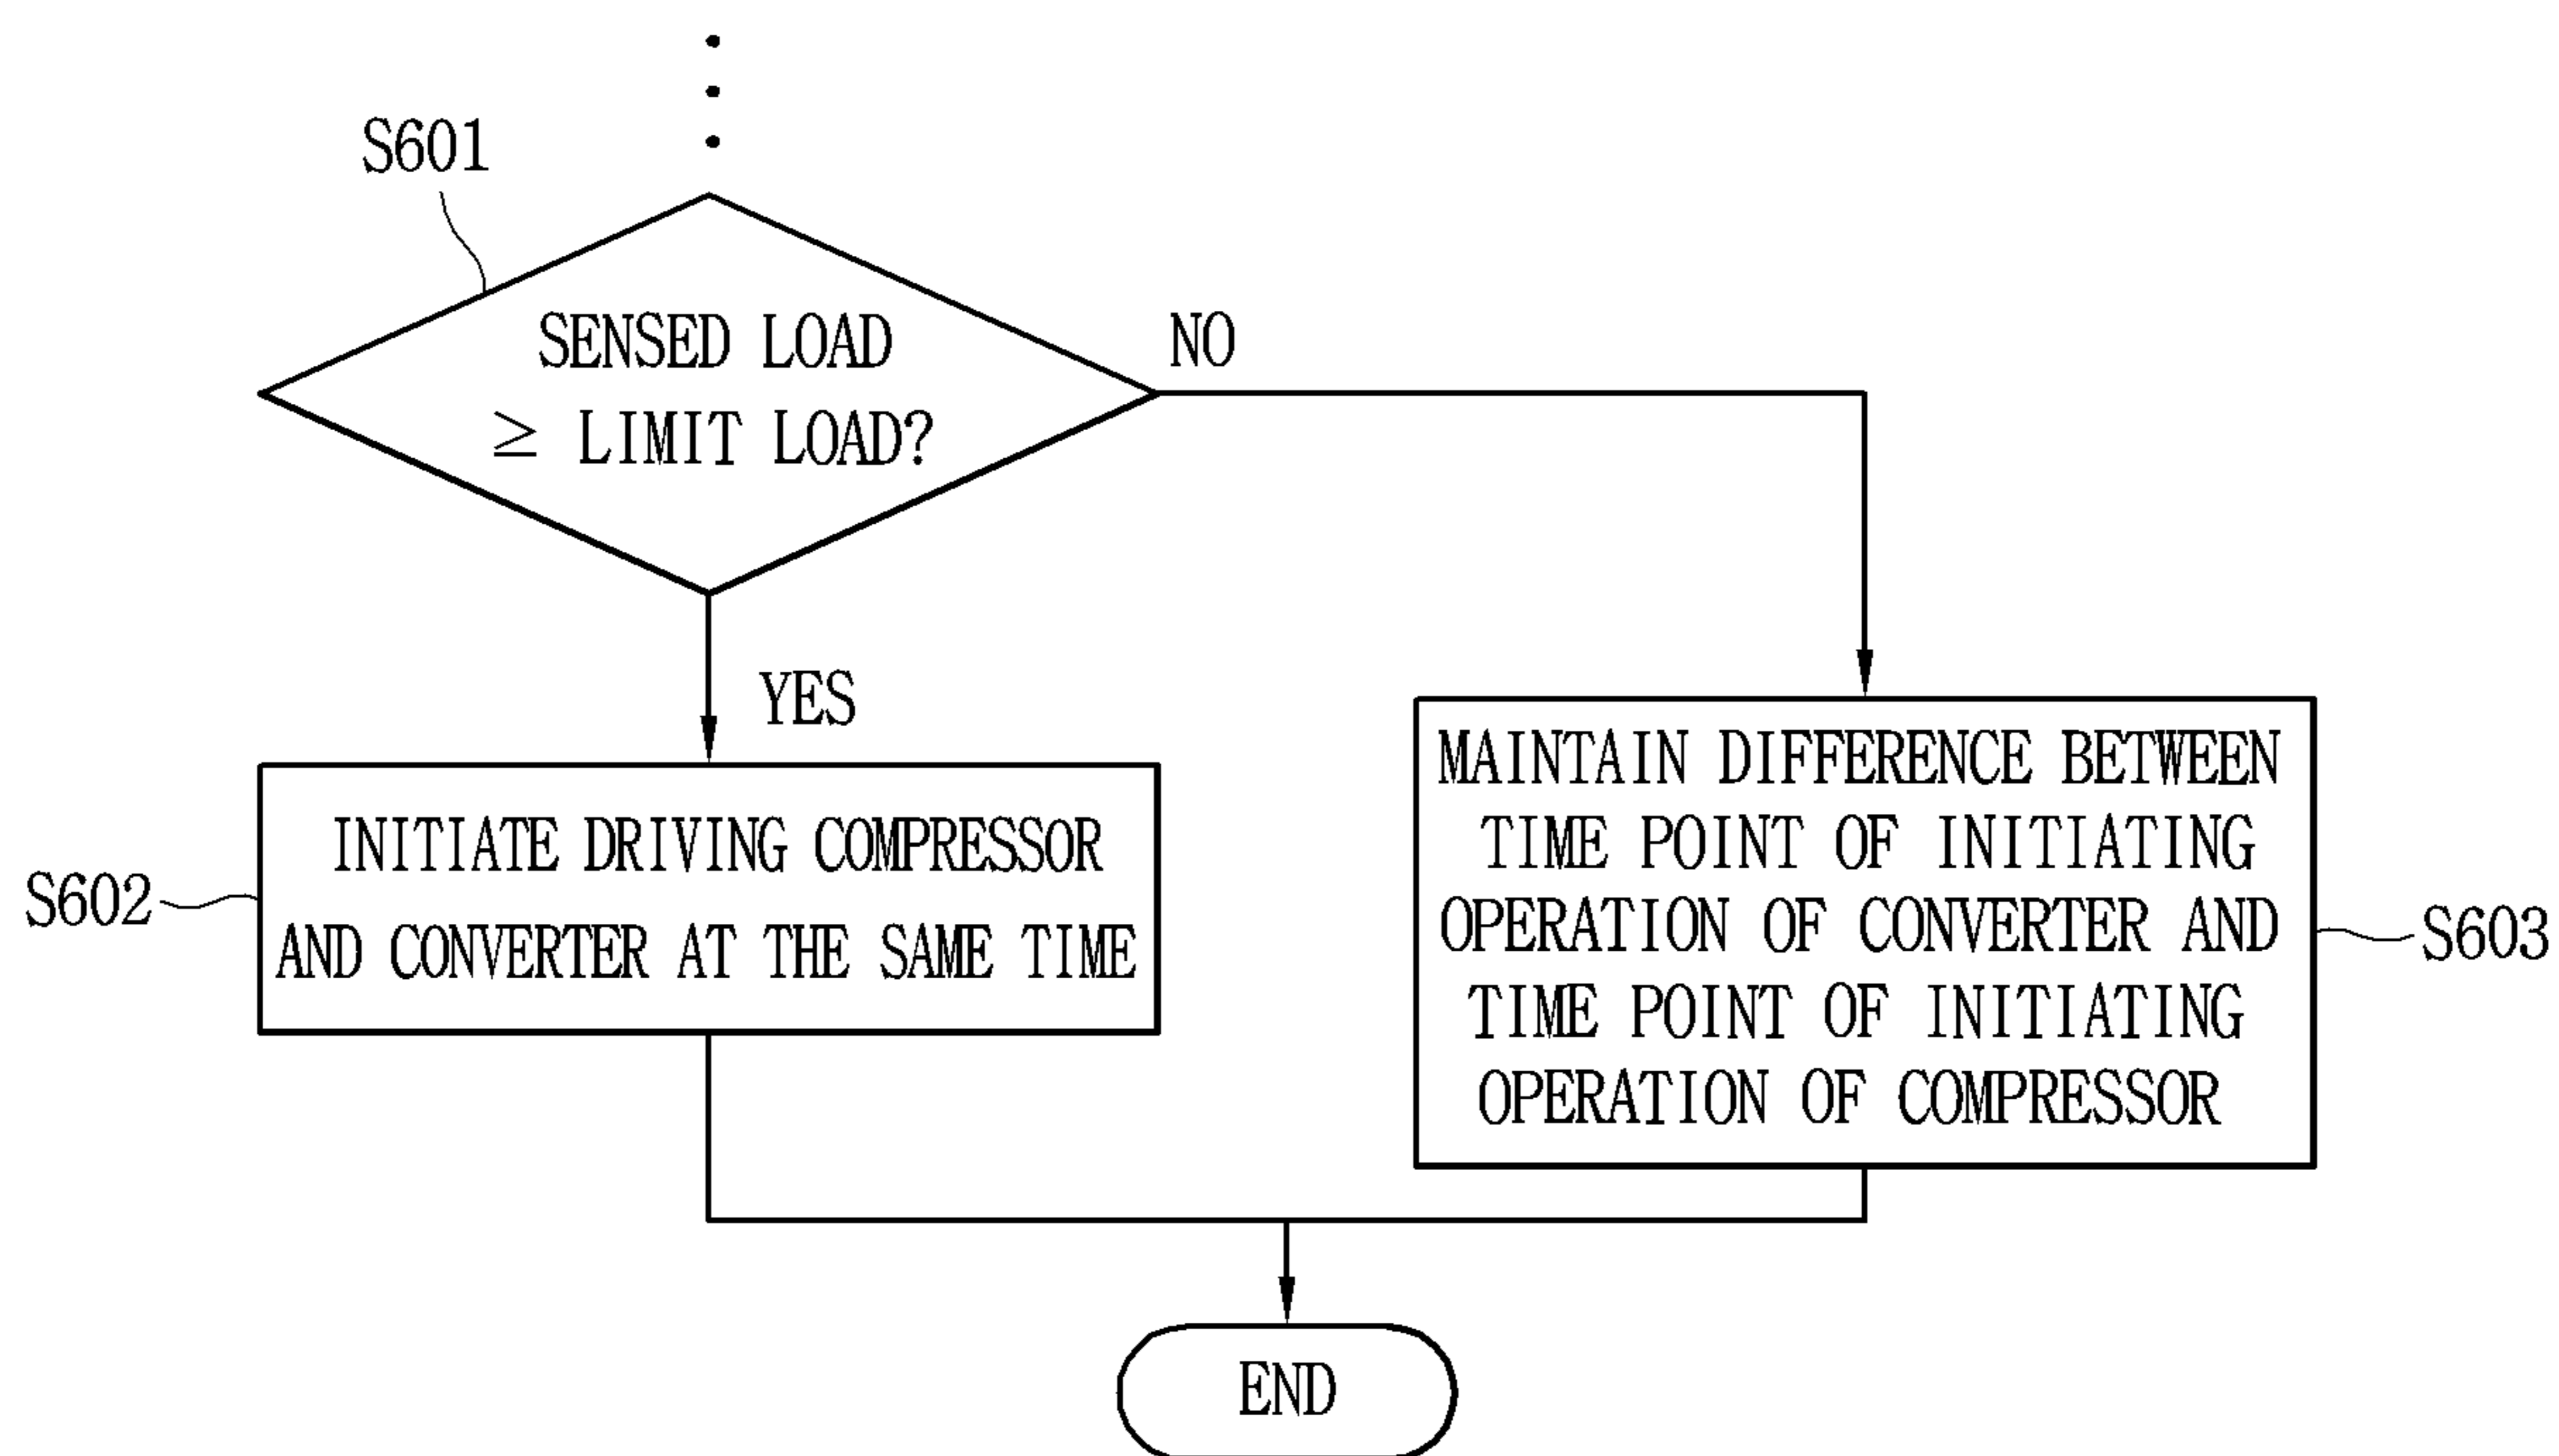 S601
SENSED LOAD
≥ LIMIT LOAD?
NO
YES
S602
INITIATE DRIVING COMPRESSOR
AND CONVERTER AT THE SAME TIME
MAINTAIN DIFFERENCE BETWEEN
TIME POINT OF INITIATING
OPERATION OF CONVERTER AND
TIME POINT OF INITIATING
OPERATION OF COMPRESSOR
S603
END